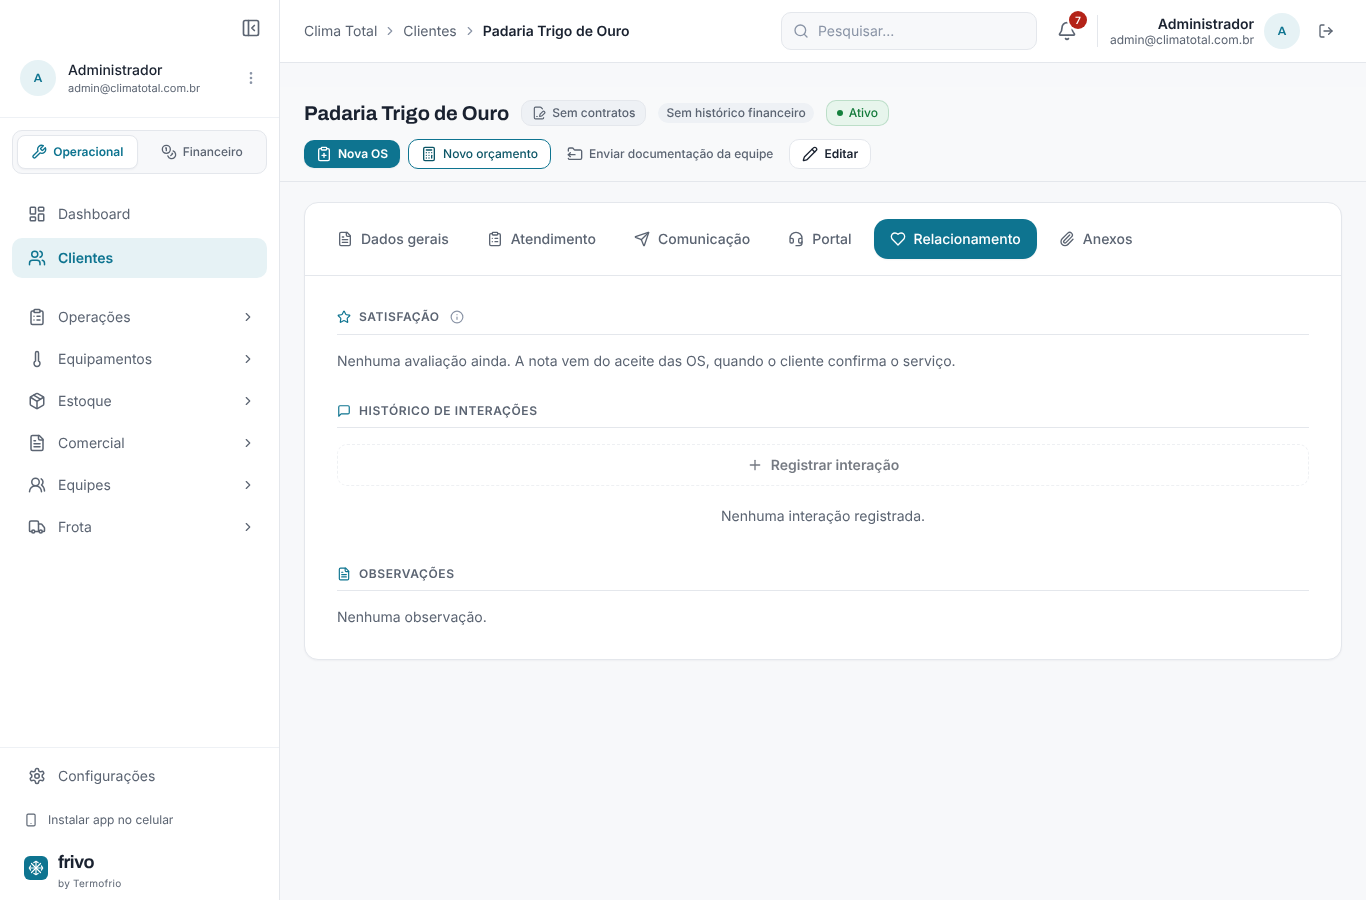 Administrador
admin@climatotal.com.br
A
Operacional
Financeiro
Dashboard
Clientes
Operações
Equipamentos
Estoque
Comercial
Equipes
Frota
Configurações
Instalar app no celular
frivo
by Termofrio
Clima Total > Clientes > Padaria Trigo de Ouro
Pesquisar...
7
Administrador
admin@climatotal.com.br
A
Padaria Trigo de Ouro
Sem contratos
Sem histórico financeiro
Ativo
Nova OS
Novo orçamento
Enviar documentação da equipe
Editar
Dados gerais
Atendimento
Comunicação
Portal
Relacionamento
Anexos
SATISFAÇÃO
Nenhuma avaliação ainda. A nota vem do aceite das OS, quando o cliente confirma o serviço.
HISTÓRICO DE INTERAÇÕES
Registrar interação
Nenhuma interação registrada.
OBSERVAÇÕES
Nenhuma observação.